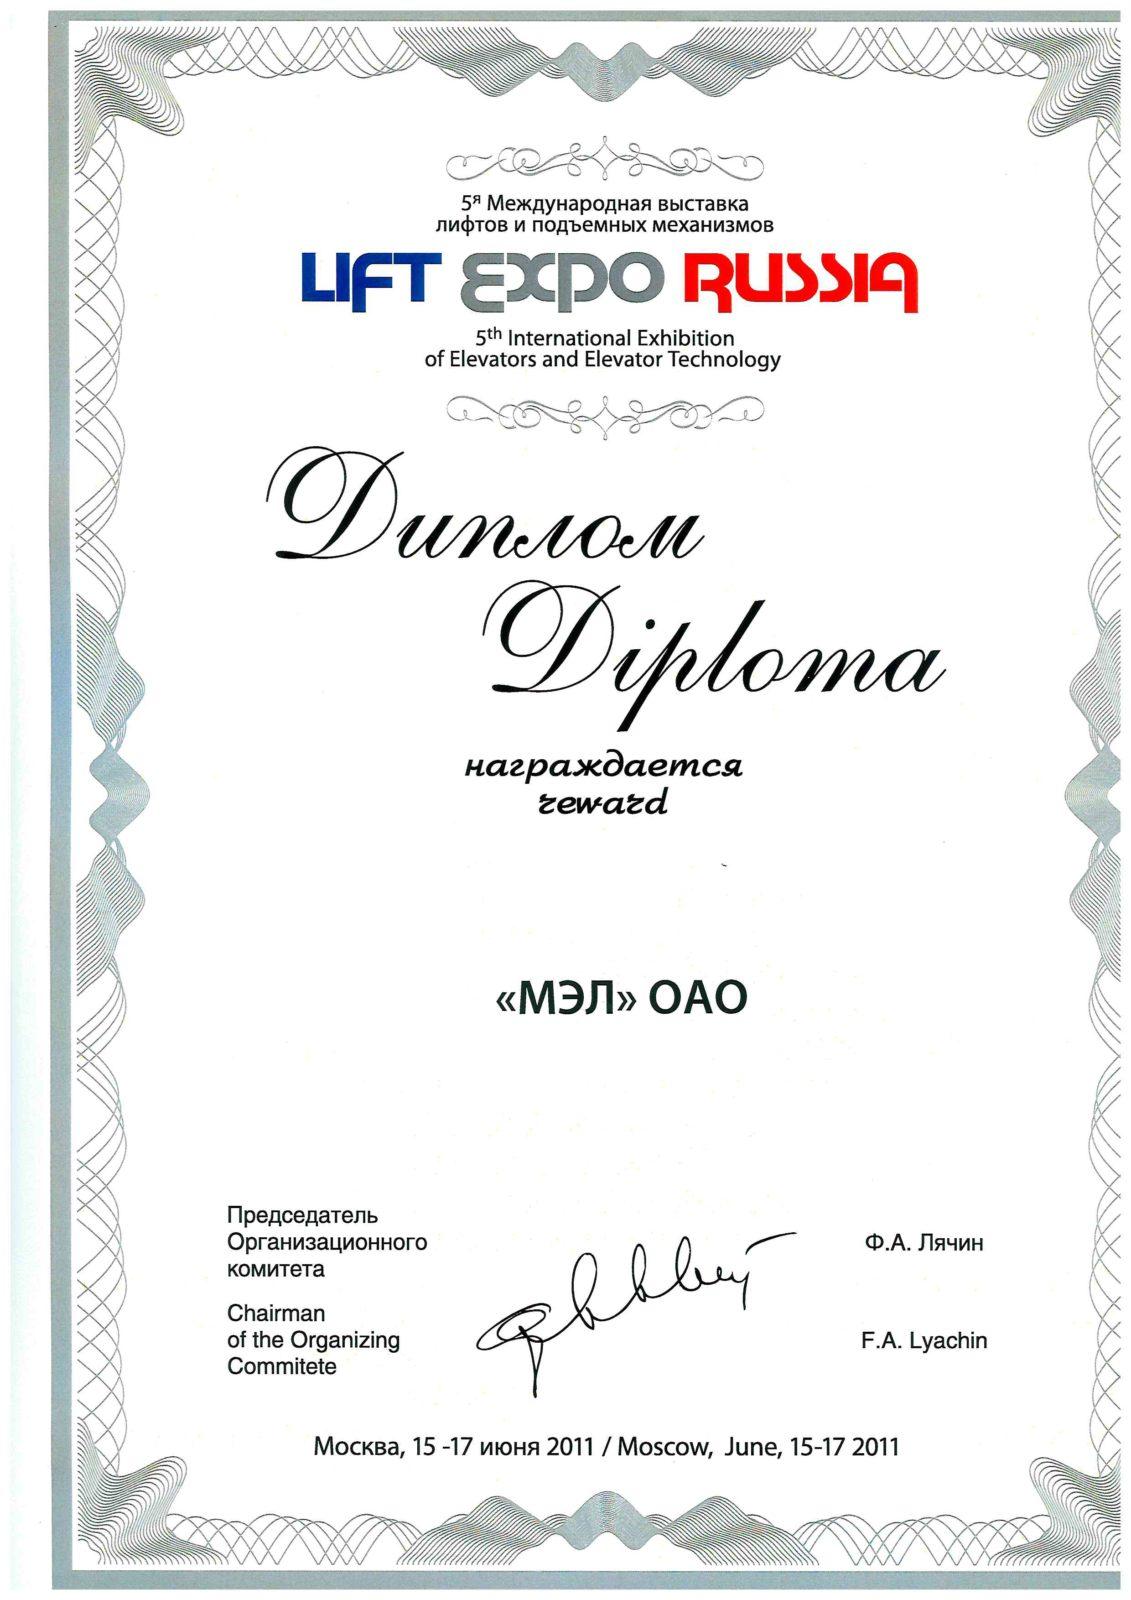 5я Международная выставка
лифтов и подъемных механизмов
LIFT EXPO RUSSIA
5th International Exhibition
of Elevators and Elevator Technology
Диплом
Diploma
награждается
reward
«МЭЛ» ОАО
Председатель
Организационного
комитета
Ф.А. Лячин
Chairman
of the Organizing
Commitete
F.A. Lyachin
Москва, 15 -17 июня 2011 / Moscow, June, 15-17 2011